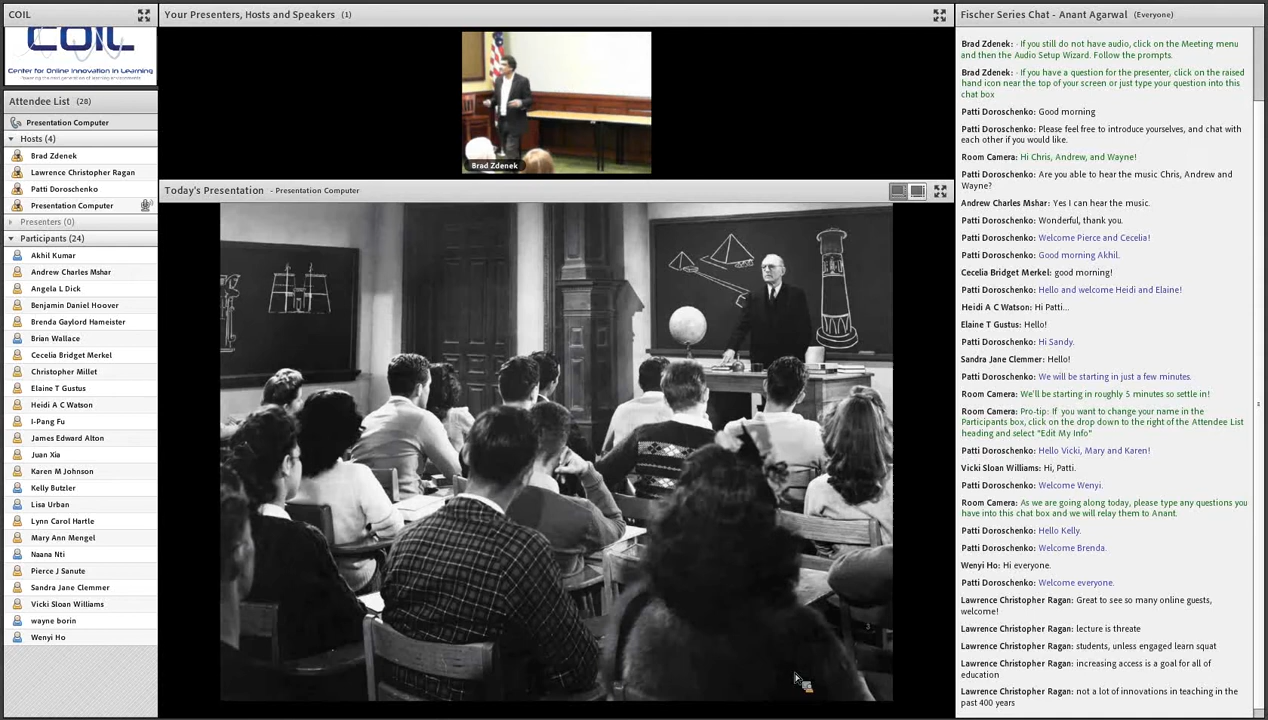 COIL
COIL
Center for Online Innovation in Learning
Attendee List (28)
Presentation Computer
Hosts (4)
Brad Zdenek
Lawrence Christopher Ragan
Patti Doroschenko
Presentation Computer
Presenters (0)
Participants (24)
Akhil Kumar
Andrew Charles Mshar
Angela L Dick
Benjamin Daniel Hoover
Brenda Gaylord Hameister
Brian Wallace
Cecelia Bridget Merkel
Christopher Millet
Elaine T Gustus
Heidi A C Watson
I-Pang Fu
James Edward Alton
Juan Xia
Karen M Johnson
Kelly Butzler
Lisa Urban
Lynn Carol Hartle
Mary Ann Mengel
Naana Nti
Pierce J Sanute
Sandra Jane Clemmer
Vicki Sloan Williams
wayne borin
Wenyi Ho
Your Presenters, Hosts and Speakers (1)
Brad Zdenek
Today's Presentation - Presentation Computer
Fischer Series Chat - Anant Agarwal (Everyone)
Brad Zdenek: · If you still do not have audio, click on the Meeting menu
and then the Audio Setup Wizard. Follow the prompts.
Brad Zdenek: · If you have a question for the presenter, click on the raised
hand icon near the top of your screen or just type your question into this
chat box
Patti Doroschenko: Good morning
Patti Doroschenko: Please feel free to introduce yourselves, and chat with
each other if you would like.
Room Camera: Hi Chris, Andrew, and Wayne!
Patti Doroschenko: Are you able to hear the music Chris, Andrew and
Wayne?
Andrew Charles Mshar: Yes I can hear the music.
Patti Doroschenko: Wonderful, thank you.
Patti Doroschenko: Welcome Pierce and Cecelia!
Patti Doroschenko: Good morning Akhil.
Cecelia Bridget Merkel: good morning!
Patti Doroschenko: Hello and welcome Heidi and Elaine!
Heidi A C Watson: Hi Patti...
Elaine T Gustus: Hello!
Patti Doroschenko: Hi Sandy.
Sandra Jane Clemmer: Hello!
Patti Doroschenko: We will be starting in just a few minutes.
Room Camera: We'll be starting in roughly 5 minutes so settle in!
Room Camera: Pro-tip: If you want to change your name in the
Participants box, click on the drop down to the right of the Attendee List
heading and select "Edit My Info"
Patti Doroschenko: Hello Vicki, Mary and Karen!
Vicki Sloan Williams: Hi, Patti.
Patti Doroschenko: Welcome Wenyi.
Room Camera: As we are going along today, please type any questions you
have into this chat box and we will relay them to Anant.
Patti Doroschenko: Hello Kelly.
Patti Doroschenko: Welcome Brenda.
Wenyi Ho: Hi everyone.
Patti Doroschenko: Welcome everyone.
Lawrence Christopher Ragan: Great to see so many online guests,
welcome!
Lawrence Christopher Ragan: lecture is threate
Lawrence Christopher Ragan: students, unless engaged learn squat
Lawrence Christopher Ragan: increasing access is a goal for all of
education
Lawrence Christopher Ragan: not a lot of innovations in teaching in the
past 400 years